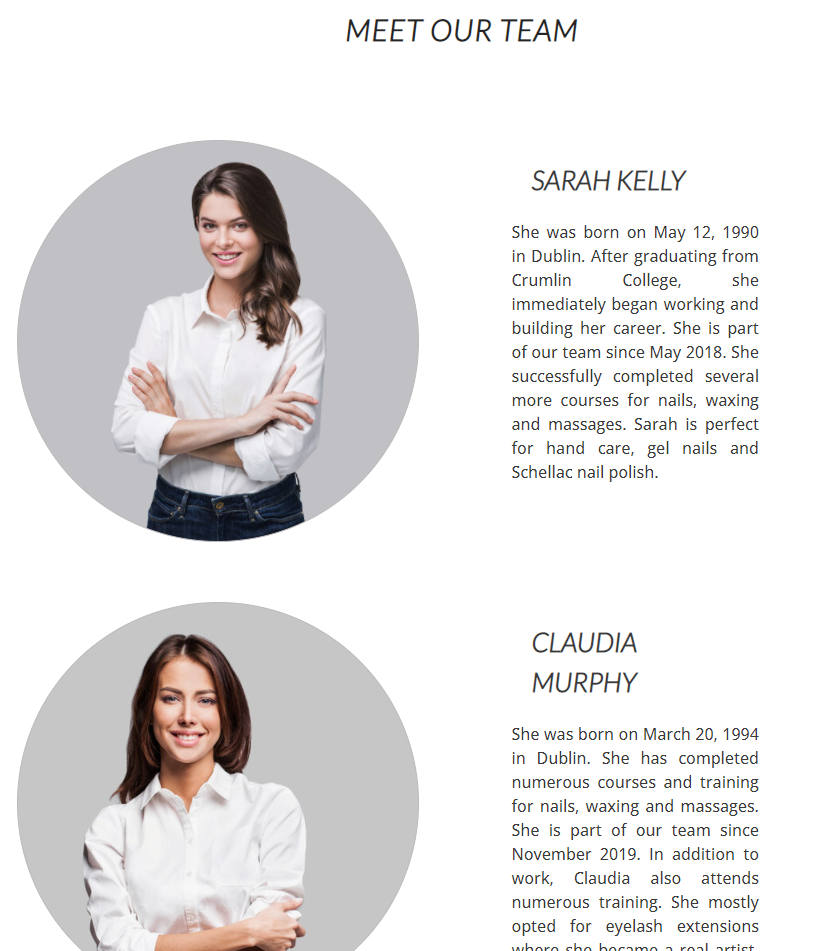 MEET OUR TEAM
SARAH KELLY
She was born on May 12, 1990
in Dublin. After graduating from
Crumlin College, she
immediately began working and
building her career. She is part
of our team since May 2018. She
successfully completed several
more courses for nails, waxing
and massages. Sarah is perfect
for hand care, gel nails and
Schellac nail polish.
CLAUDIA
MURPHY
She was born on March 20, 1994
in Dublin. She has completed
numerous courses and training
for nails, waxing and massages.
She is part of our team since
November 2019. In addition to
work, Claudia also attends
numerous training. She mostly
opted for eyelash extensions
where she became a real artist.